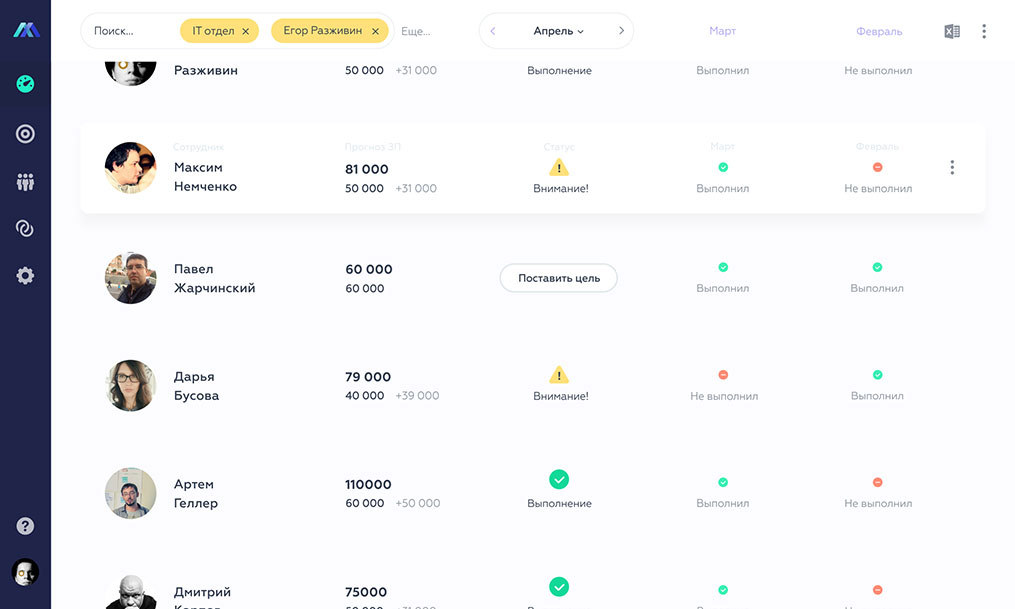 Поиск... IT отдел × Егор Разживин × Еще... Апрель Март Февраль
Разживин 50 000 +31 000 Выполнение Выполнил Не выполнил
Сотрудник Прогноз ЗП Статус Март Февраль
Максим 81 000
Немченко 50 000 +31 000 Внимание! Выполнил Не выполнил
Павел 60 000
Поставить цель
Жарчинский 60 000 Выполнил Выполнил
Дарья 79 000
Бусова 40 000 +39 000 Внимание! Не выполнил Выполнил
Артем 110000
Геллер 60 000 +50 000 Выполнение Выполнил Не выполнил
Дмитрий 75000